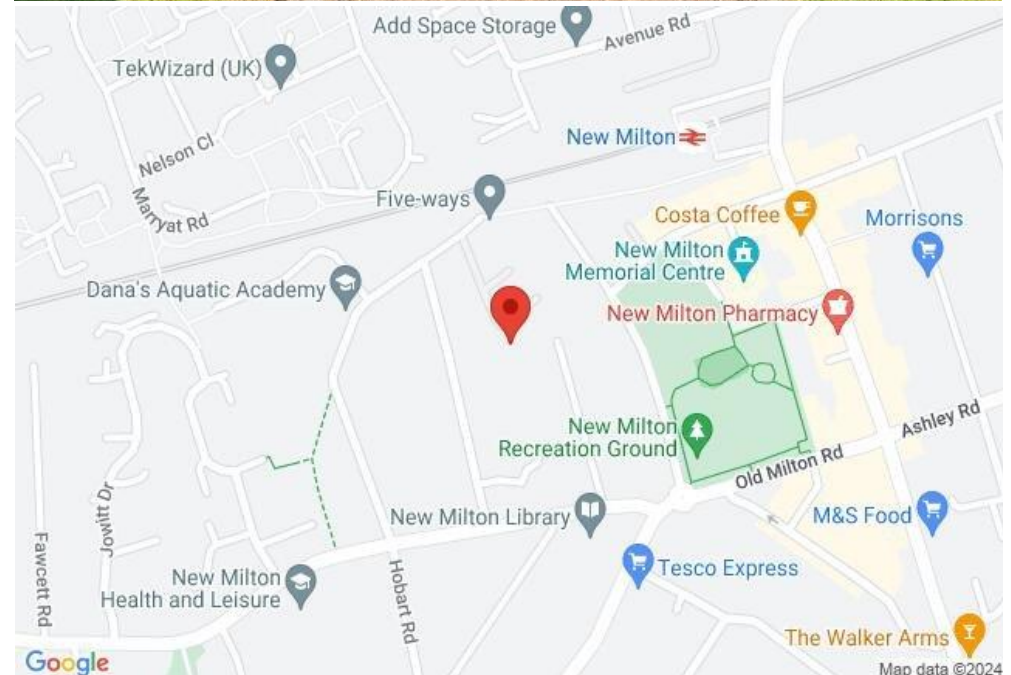 Add Space Storage
Avenue Rd
TekWizard (UK)
New Milton
Nelson Cl
Five-ways
Marryat Rd
Costa Coffee
Morrisons
New Milton
Memorial Centre
Dana's Aquatic Academy
New Milton Pharmacy
New Milton
Recreation Ground
Ashley Rd
Old Milton Rd
Jowitt Dr
New Milton Library
M&S Food
Fawcett Rd
Tesco Express
New Milton
Health and Leisure
Hobart Rd
The Walker Arms
Google
Map data ©2024